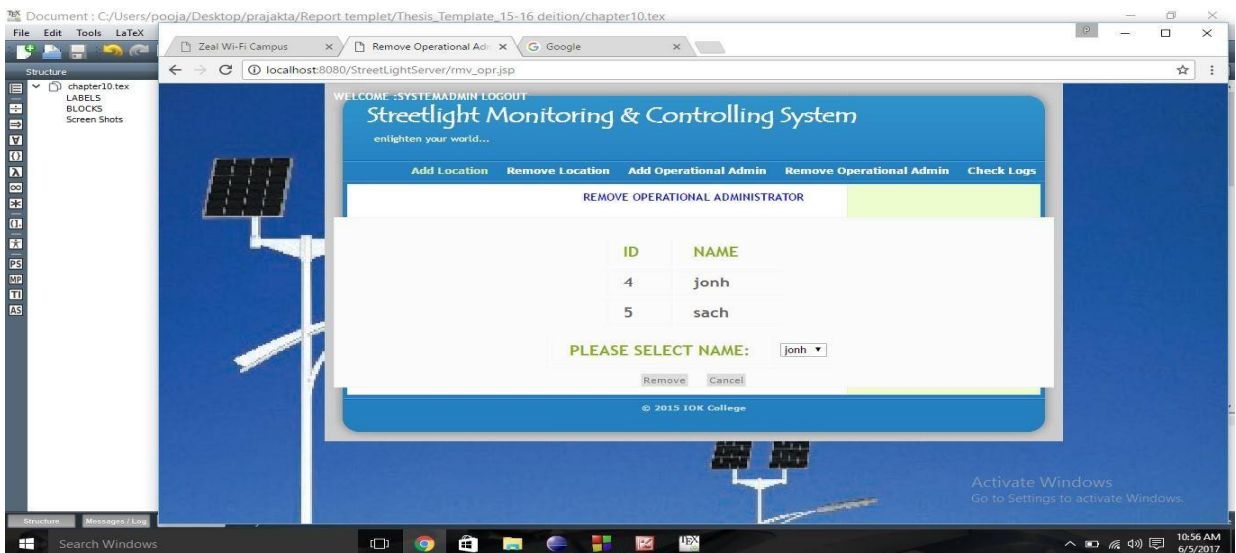 Document : C:/Users/pooja/Desktop/prajakta/Report templet/Thesis_Template_15-16 deition/chapter10.tex
File Edit Tools LaTeX
Zeal Wi-Fi Campus
Remove Operational Ad
Google
P
Structure
localhost:8080/StreetLightServer/rmv_opr.jsp
chapter10.tex
LABELS
BLOCKS
Screen Shots
PS
MP
TI
AS
WELCOME :SYSTEMADMIN LOGOUT
Streetlight Monitoring & Controlling System
enlighten your world...
Add Location Remove Location Add Operational Admin Remove Operational Admin Check Logs
REMOVE OPERATIONAL ADMINISTRATOR
ID NAME
4 jonh
5 sach
PLEASE SELECT NAME: jonh
Remove Cancel
© 2015 IOK College
Activate Windows
Go to Settings to activate Windows.
Structure Messages / Log
Search Windows
TEX
10:56 AM
6/5/2017